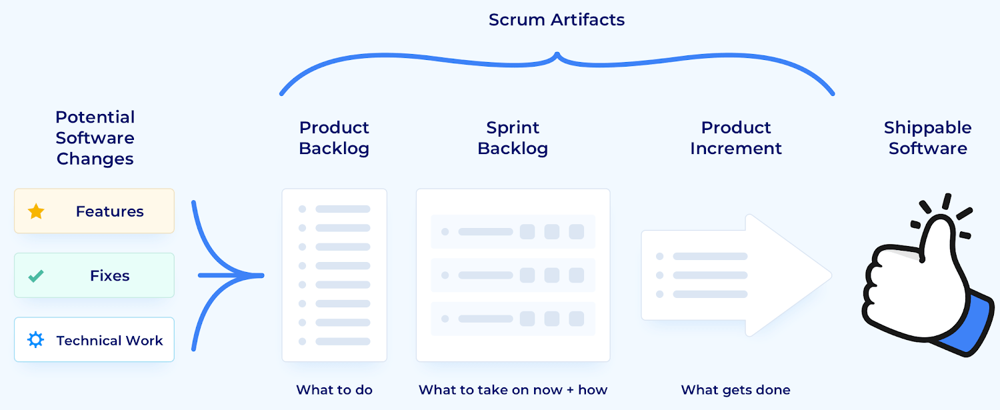 Scrum Artifacts
Potential
Software
Changes
Product
Backlog
Sprint
Backlog
Product
Increment
Shippable
Software
Features
Fixes
Technical Work
What to do
What to take on now + how
What gets done